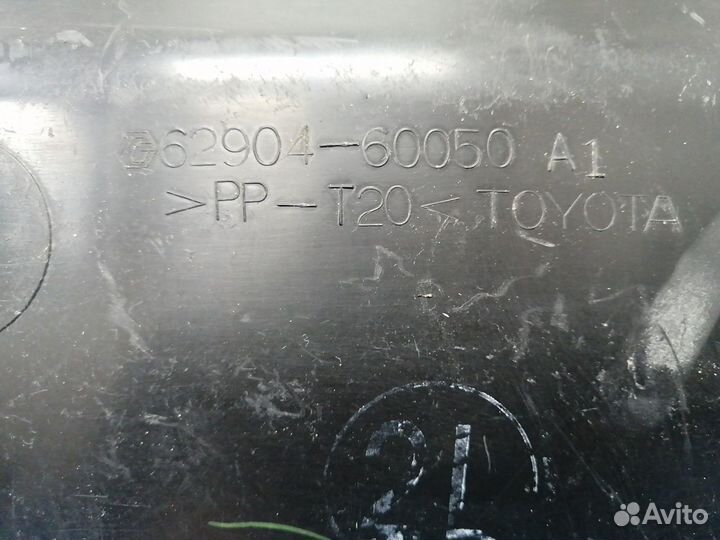 62904-60050 A1
>PP-T20< TOYOTA
21
Avito